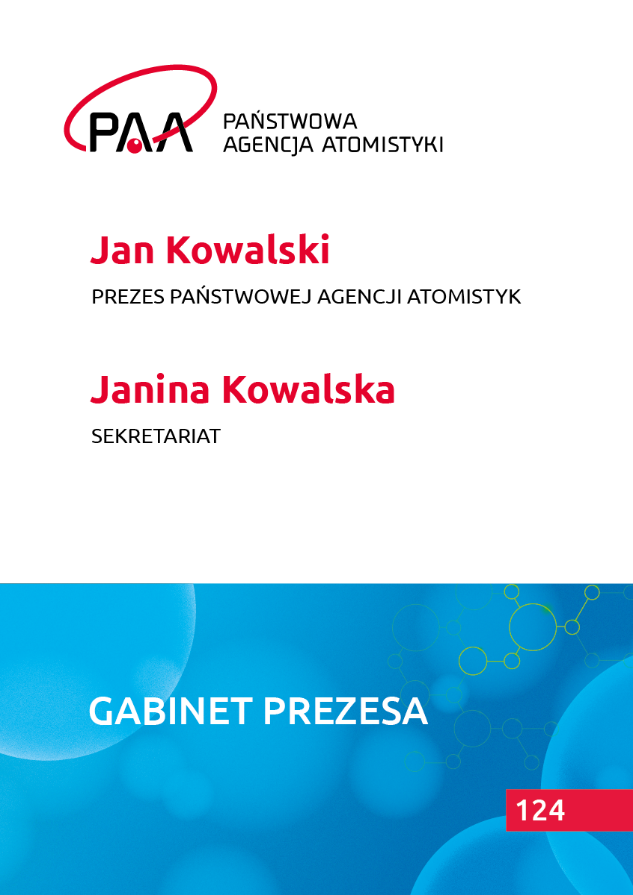 PAA
PAŃSTWOWA
AGENCJA ATOMISTYKI
Jan Kowalski
PREZES PAŃSTWOWEJ AGENCJI ATOMISTYK
Janina Kowalska
SEKRETARIAT
GABINET PREZESA
124